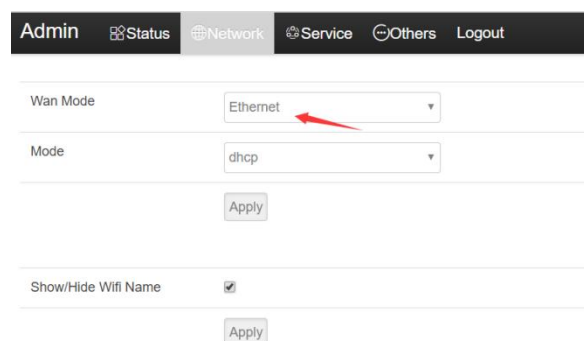 Admin Status Network Service Others Logout
Wan Mode Ethernet
Mode dhcp
Apply
Show/Hide Wifi Name
Apply